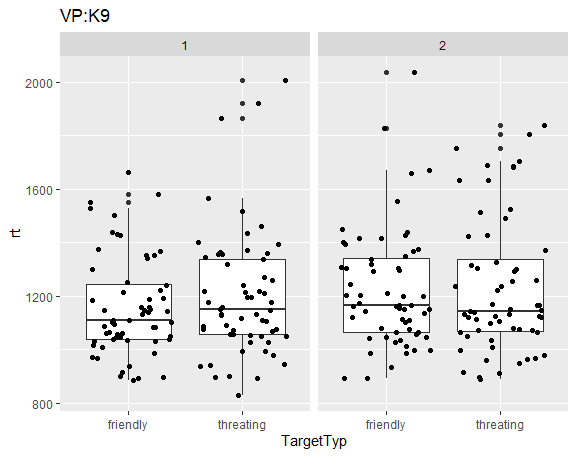 VP:K9
1 2
2000
1600
1200
800
rt
friendly threating friendly threating
TargetTyp